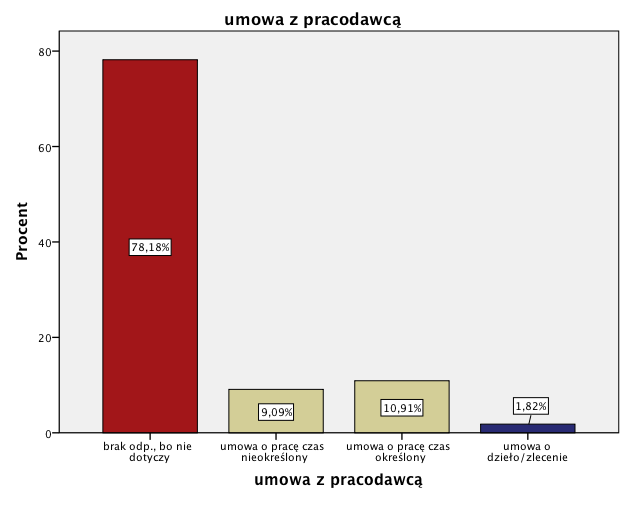 umowa z pracodawcą
Procent
80
60
40
20
0
78,18%
9,09%
10,91%
1,82%
brak odp., bo nie
dotyczy
umowa o pracę czas
nieokreślony
umowa o pracę czas
określony
umowa o
dzieło/zlecenie
umowa z pracodawcą